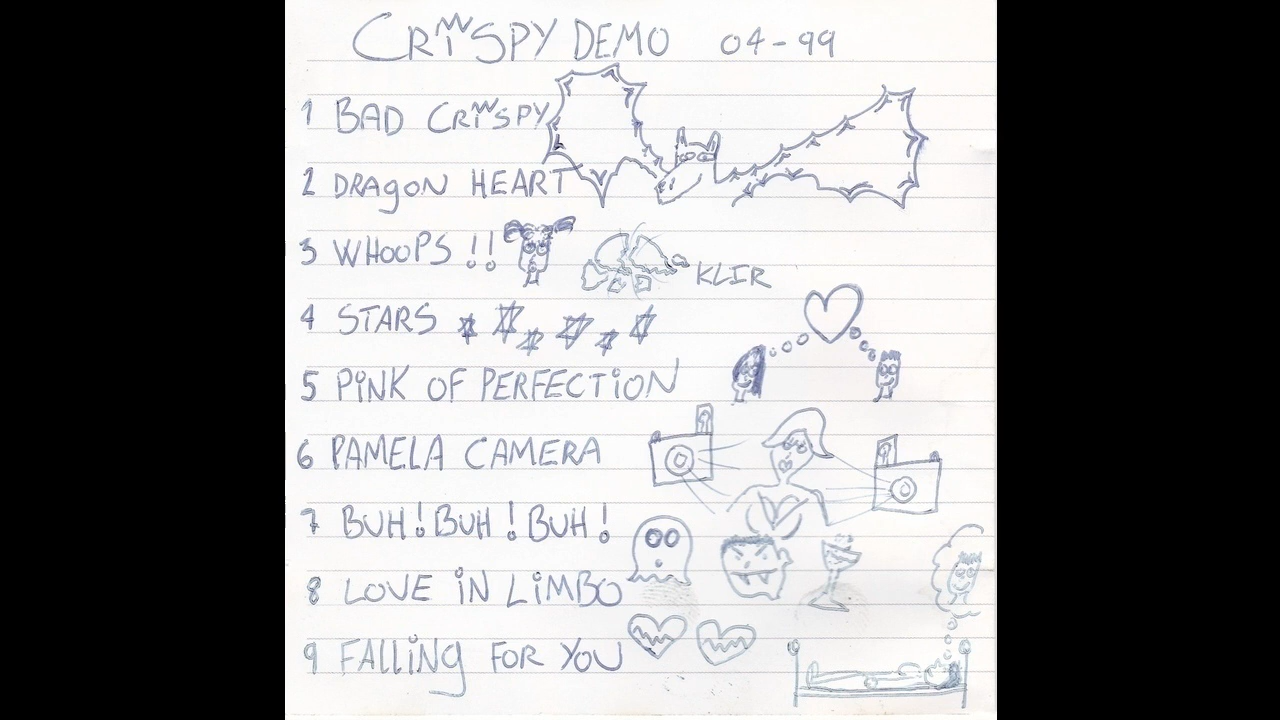 CRiSPY DEMO 04-99
1 BAD CRiSPY
2 DRAgON HEART
3 WHOOPS !!
KLIR
4 STARS
5 PiNK OF PERFECTiON
6 PAMELA CAMERA
7 BUH! BUH! BUH!
8 LOVE iN LiMBO
9 FALLiNg FOR YOU